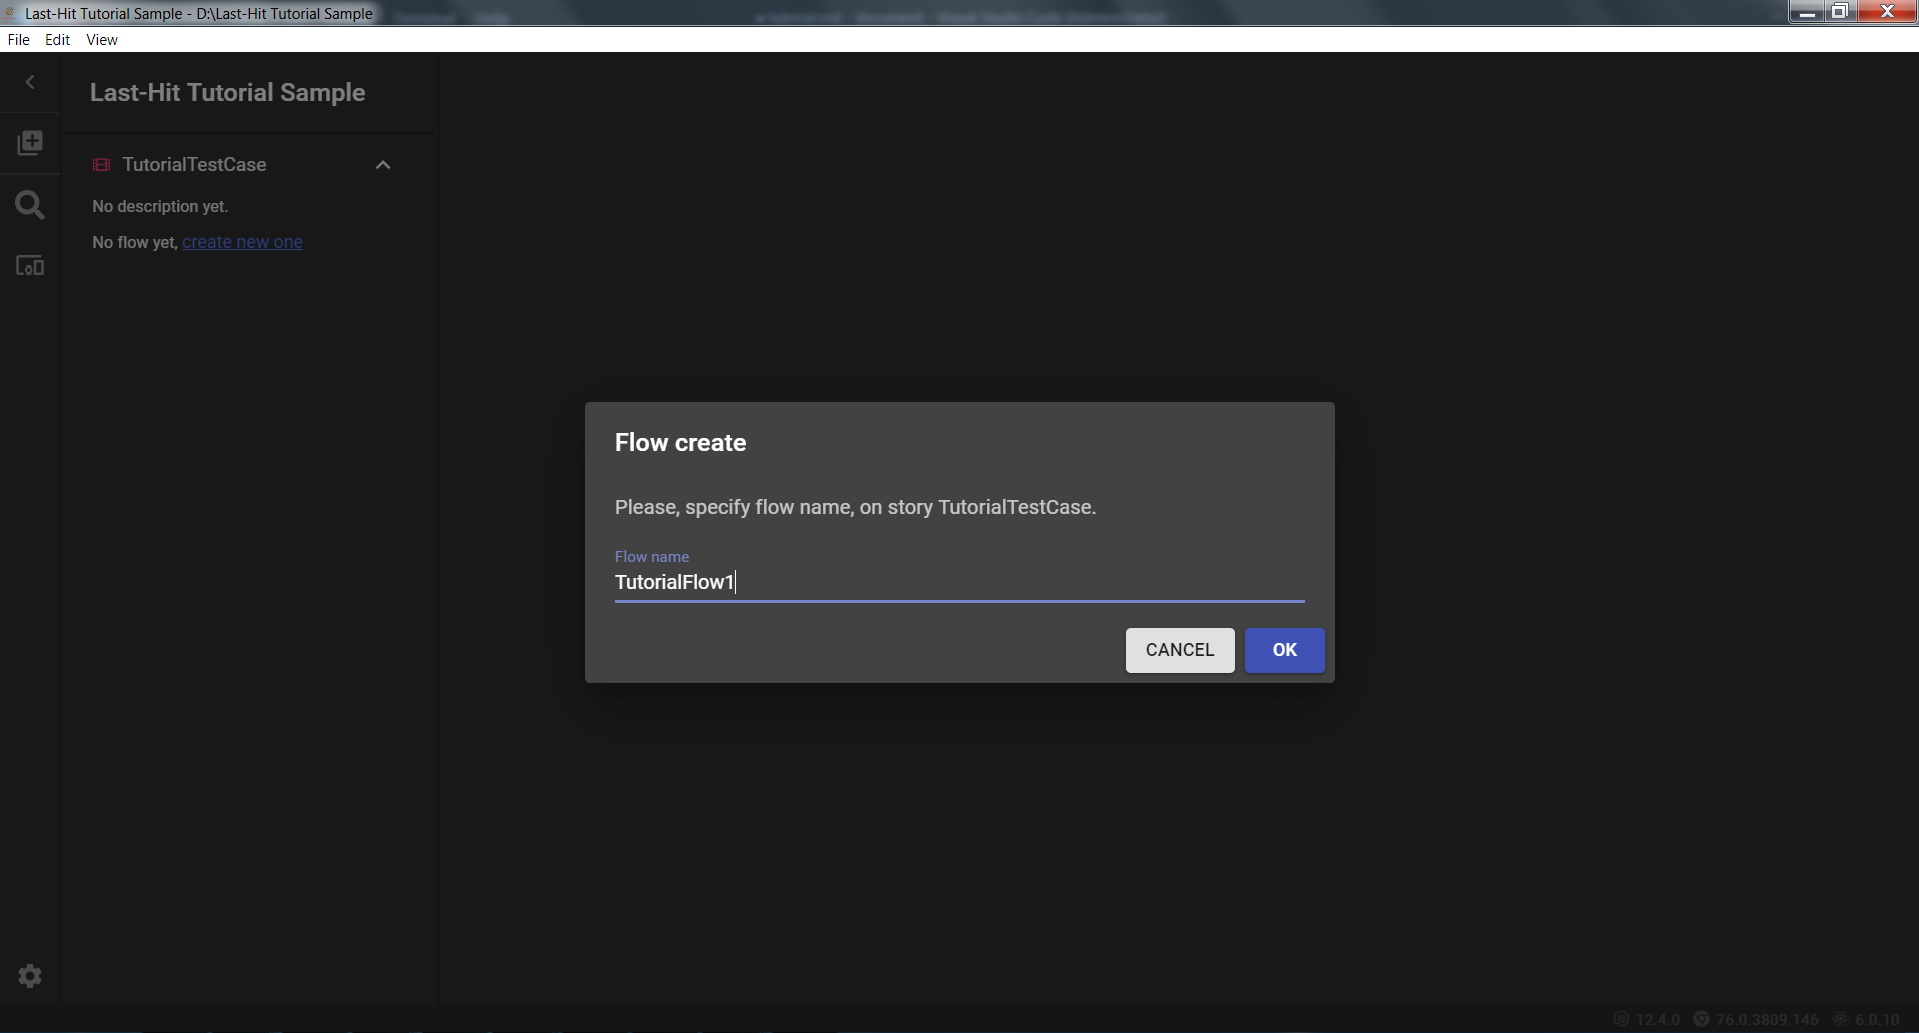 Last-Hit Tutorial Sample - D:\Last-Hit Tutorial Sample
File Edit View
Last-Hit Tutorial Sample
TutorialTestCase
No description yet.
No flow yet, create new one
Flow create
Please, specify flow name, on story TutorialTestCase.
Flow name
TutorialFlow1
CANCEL OK
12.4.0 76.0.3809.146 6.0.10